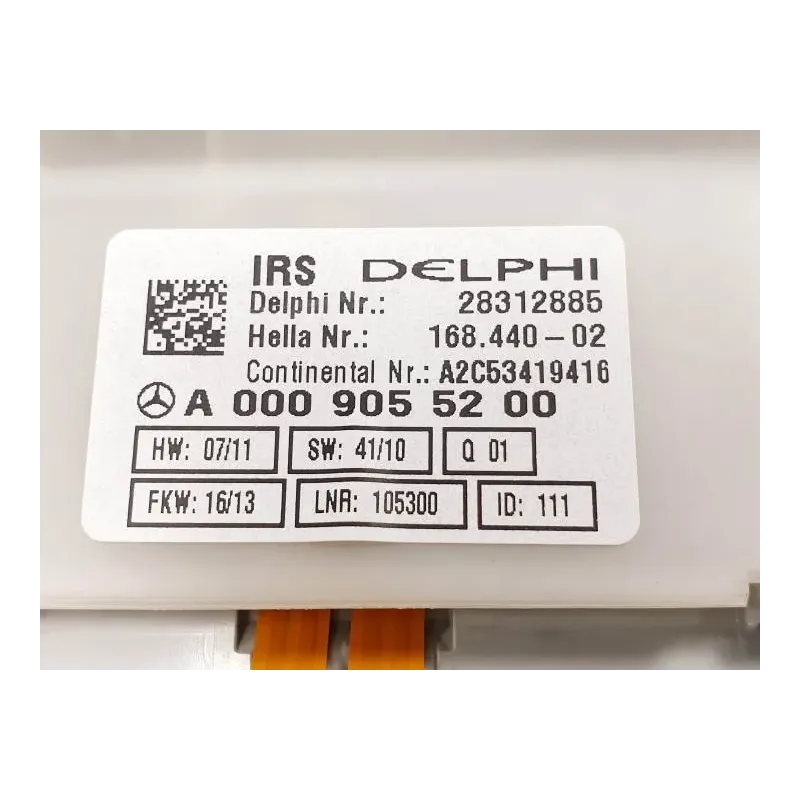 IRS DELPHI
Delphi Nr.: 28312885
Hella Nr.: 168.440-02
Continental Nr.: A2C53419416
A 000 905 52 00
HW: 07/11 SW: 41/10 Q 01
FKW: 16/13 LNR: 105300 ID: 111